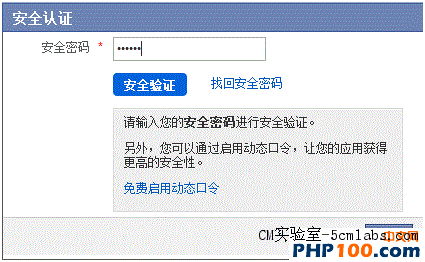 安全认证
安全密码 * ••••••
安全验证 找回安全密码
请输入您的安全密码进行安全验证。
另外，您可以通过启用动态口令，让您的应用获得
更高的安全性。
免费启用动态口令
CM实验室-5cmlabs.com
PHP100.com